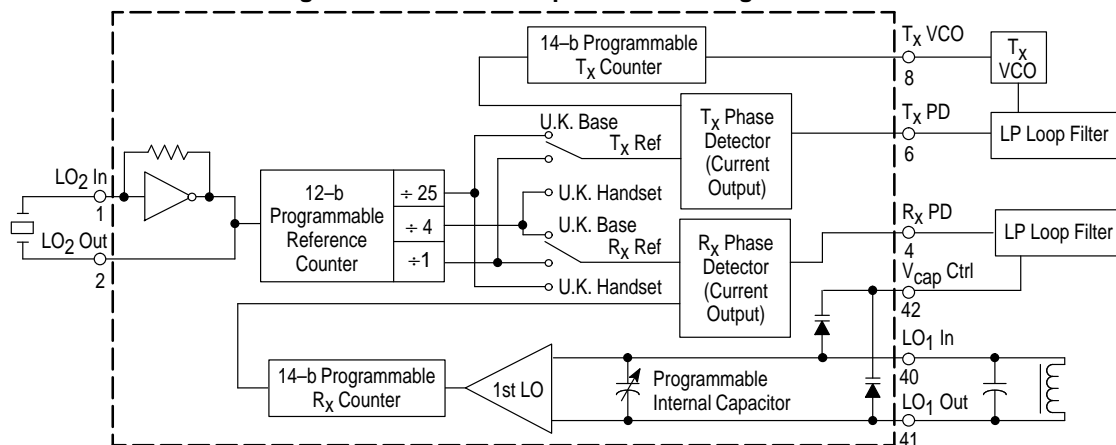 14–b Programmable
Tx Counter
Tx VCO
8
Tx
VCO
U.K. Base
Tx Ref
Tx Phase
Detector
(Current
Output)
Tx PD
6
LP Loop Filter
LO2 In
1
LO2 Out
2
12–b
Programmable
Reference
Counter
÷ 25
÷ 4
÷1
U.K. Handset
U.K. Base
Rx Ref
U.K. Handset
Rx Phase
Detector
(Current
Output)
Rx PD
4
LP Loop Filter
Vcap Ctrl
42
14–b Programmable
Rx Counter
1st LO
Programmable
Internal Capacitor
LO1 In
40
LO1 Out
41